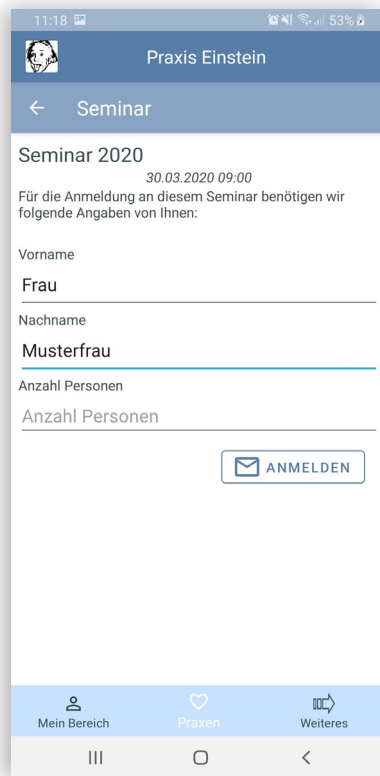 11:18
53%
Praxis Einstein
Seminar
Seminar 2020
30.03.2020 09:00
Für die Anmeldung an diesem Seminar benötigen wir
folgende Angaben von Ihnen:
Vorname
Frau
Nachname
Musterfrau
Anzahl Personen
Anzahl Personen
ANMELDEN
Mein Bereich
Praxen
Weiteres